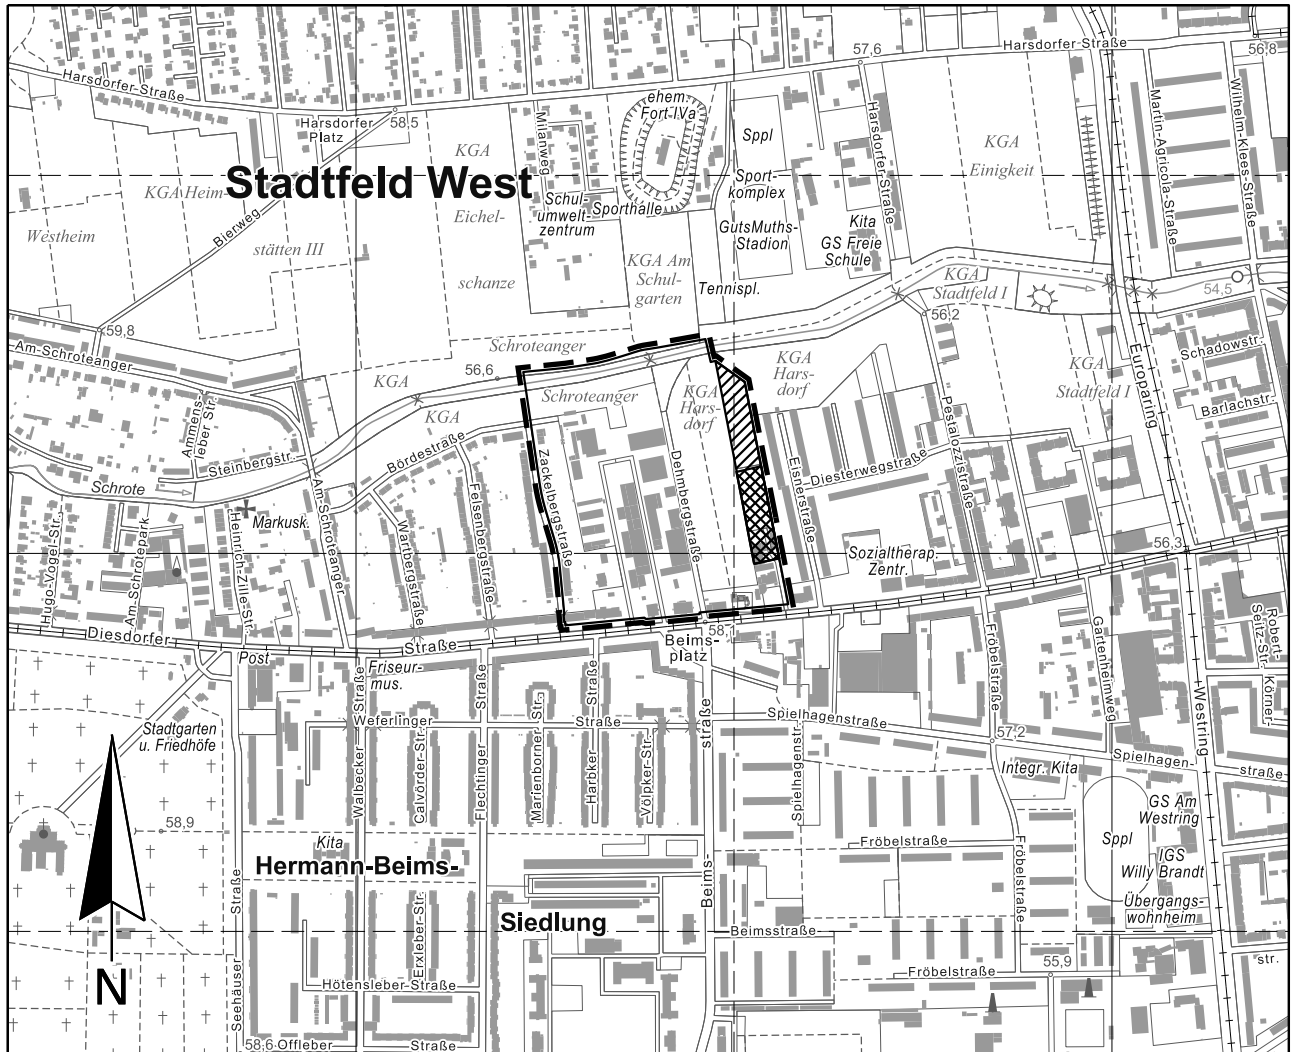 Harsdorfer Straße
57,6
Harsdorfer Straße
56,8
Harsdorfer
Platz
58,5
KGA
Milanweg
ehem.
Fort IVa
Sppl
Harsdorfer-Straße
KGA
Einigkeit
Martin-Agricola-Straße
Wilhelm-Klees-Straße
Stadtfeld West
KGA Heim-
stätten III
Westheim
Bierweg
Eichel-
schanze
Schul-
umwelt-
zentrum
Sporthalle
Sport-
komplex
GutsMuths-
Stadion
Kita
GS Freie
Schule
KGA Am
Schul-
garten
Tennispl.
KGA
Stadtfeld I
54,5
56,2
59,8
Am-Schroteanger
Schroteanger
56,6
KGA
KGA
Schroteanger
KGA
Hars-
dorf
KGA
Hars-
dorf
KGA
Stadtfeld I
Europaring
Schadowstr.
Barlachstr.
Ammens-
leber Str.
Steinbergstr.
Bördestraße
Schrote
Markusk.
Am-Schroteanger
Hugo-Vogel-Str.
Am-Schrotepark
Heinrich-Zille-Str.
Wartbergstraße
Felsenbergstraße
Zackelbergstraße
Dehmbergstraße
Eisnerstraße
Diesterwegstraße
Pestalozzistraße
Sozialtherap.
Zentr.
56,3
Diesdorfer
Straße
58,1
Beims-
platz
Post
Friseur-
mus.
Stadtgarten
u. Friedhöfe
Weferlinger
Straße
Walbecker
Straße
Calvörder-Str.
Flechtinger
Straße
Marienborner-Str.
Harbker
Straße
Völpker-Str.
Beims-
straße
Spielhagenstraße
Spielhagenstr.
Fröbelstraße
57,2
Gartenheimweg
Westring
Robert-
Seitz-Str.
Körner-
Spielhagen-
straße
Integr. Kita
GS Am
Westring
Sppl
IGS
Willy Brandt
Übergangs-
wohnheim
58,9
Kita
Hermann-Beims-
Siedlung
Fröbelstraße
Fröbelstraße
Beimsstraße
Fröbelstraße
55,9
str.
Erxleber-Str.
Hötensleber-Straße
Seehäuser
Straße
58,6 Offleber
Straße
N